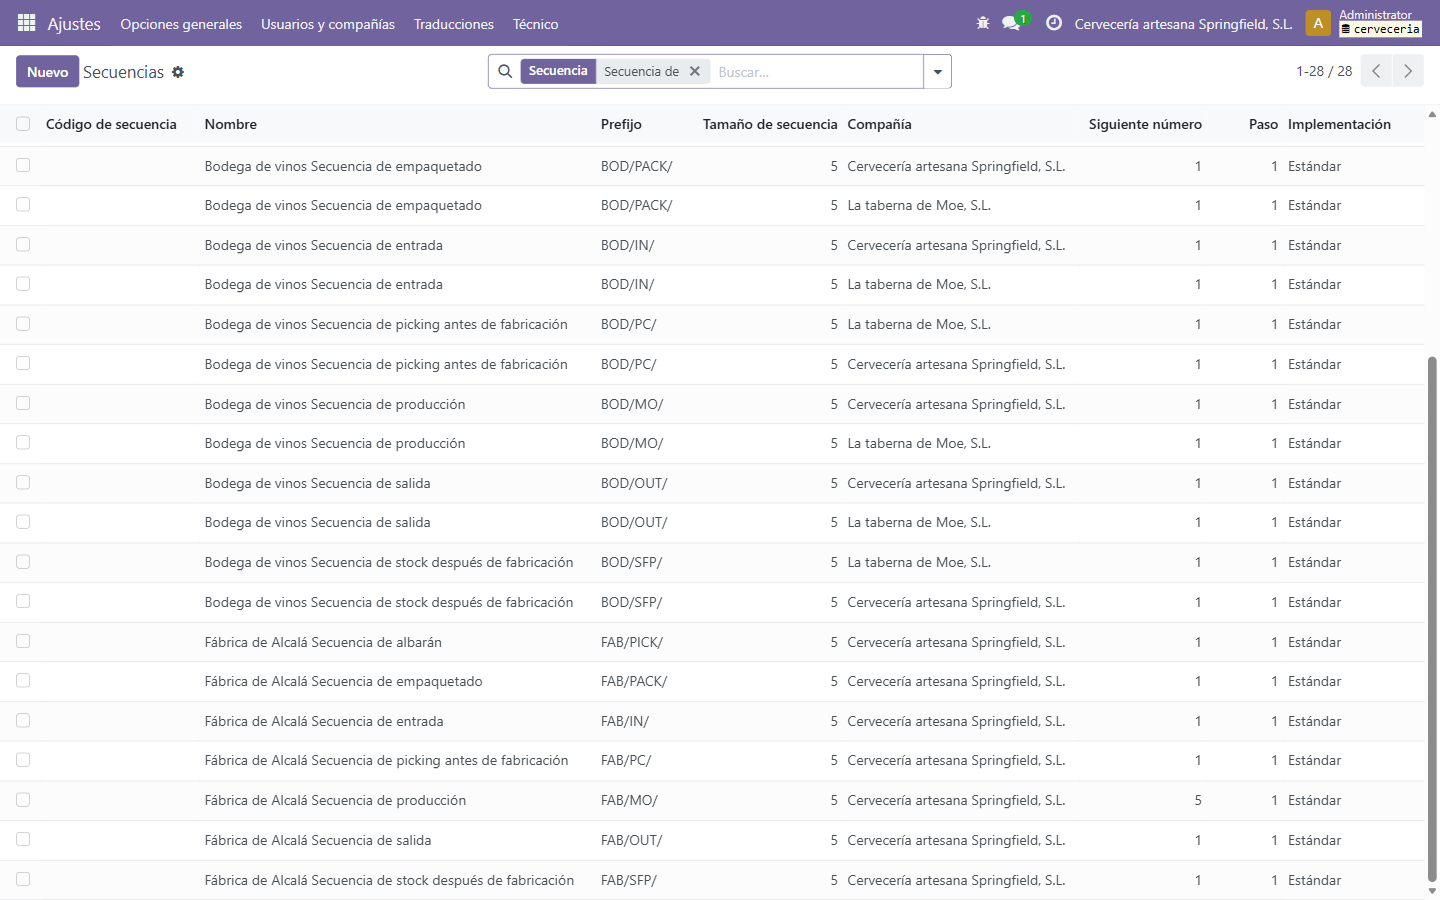 Ajustes Opciones generales Usuarios y compañías Traducciones Técnico 1 Cervecería artesana Springfield, S.L. A Administrator
cerveceria
Nuevo Secuencias Secuencia Secuencia de Buscar... 1-28 / 28
Código de secuencia Nombre Prefijo Tamaño de secuencia Compañía Siguiente número Paso Implementación
Bodega de vinos Secuencia de empaquetado BOD/PACK/ 5 Cervecería artesana Springfield, S.L. 1 1 Estándar
Bodega de vinos Secuencia de empaquetado BOD/PACK/ 5 La taberna de Moe, S.L. 1 1 Estándar
Bodega de vinos Secuencia de entrada BOD/IN/ 5 Cervecería artesana Springfield, S.L. 1 1 Estándar
Bodega de vinos Secuencia de entrada BOD/IN/ 5 La taberna de Moe, S.L. 1 1 Estándar
Bodega de vinos Secuencia de picking antes de fabricación BOD/PC/ 5 La taberna de Moe, S.L. 1 1 Estándar
Bodega de vinos Secuencia de picking antes de fabricación BOD/PC/ 5 Cervecería artesana Springfield, S.L. 1 1 Estándar
Bodega de vinos Secuencia de producción BOD/MO/ 5 Cervecería artesana Springfield, S.L. 1 1 Estándar
Bodega de vinos Secuencia de producción BOD/MO/ 5 La taberna de Moe, S.L. 1 1 Estándar
Bodega de vinos Secuencia de salida BOD/OUT/ 5 Cervecería artesana Springfield, S.L. 1 1 Estándar
Bodega de vinos Secuencia de salida BOD/OUT/ 5 La taberna de Moe, S.L. 1 1 Estándar
Bodega de vinos Secuencia de stock después de fabricación BOD/SFP/ 5 La taberna de Moe, S.L. 1 1 Estándar
Bodega de vinos Secuencia de stock después de fabricación BOD/SFP/ 5 Cervecería artesana Springfield, S.L. 1 1 Estándar
Fábrica de Alcalá Secuencia de albarán FAB/PICK/ 5 Cervecería artesana Springfield, S.L. 1 1 Estándar
Fábrica de Alcalá Secuencia de empaquetado FAB/PACK/ 5 Cervecería artesana Springfield, S.L. 1 1 Estándar
Fábrica de Alcalá Secuencia de entrada FAB/IN/ 5 Cervecería artesana Springfield, S.L. 1 1 Estándar
Fábrica de Alcalá Secuencia de picking antes de fabricación FAB/PC/ 5 Cervecería artesana Springfield, S.L. 1 1 Estándar
Fábrica de Alcalá Secuencia de producción FAB/MO/ 5 Cervecería artesana Springfield, S.L. 5 1 Estándar
Fábrica de Alcalá Secuencia de salida FAB/OUT/ 5 Cervecería artesana Springfield, S.L. 1 1 Estándar
Fábrica de Alcalá Secuencia de stock después de fabricación FAB/SFP/ 5 Cervecería artesana Springfield, S.L. 1 1 Estándar